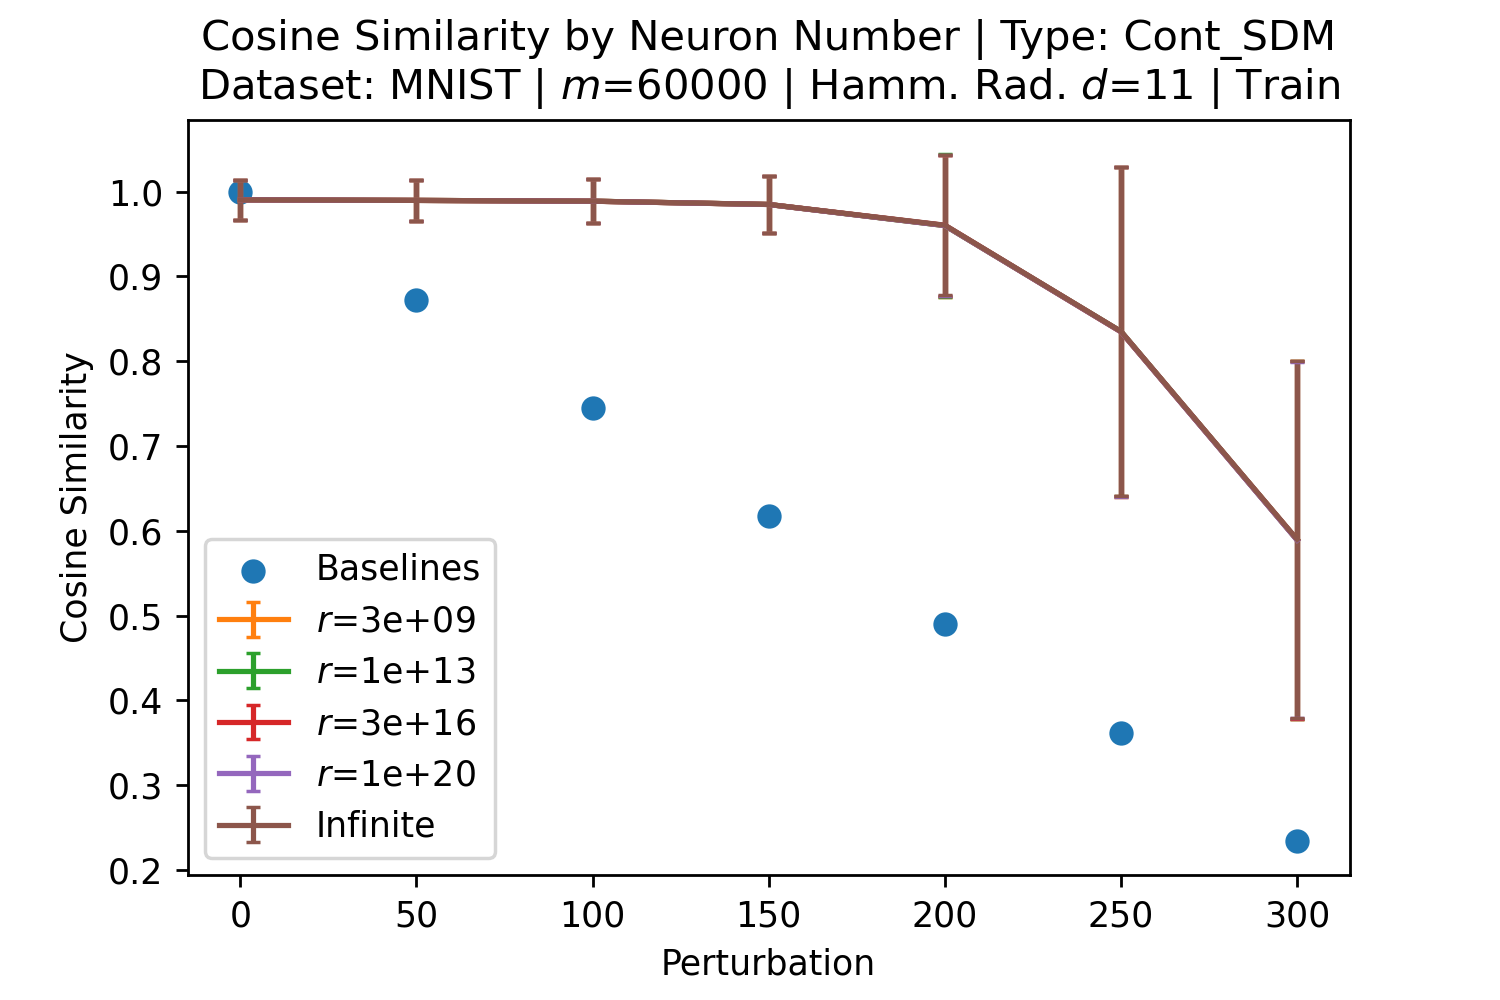 Cosine Similarity by Neuron Number | Type: Cont_SDM
Dataset: MNIST | m=60000 | Hamm. Rad. d=11 | Train
Cosine Similarity
1.0
0.9
0.8
0.7
0.6
0.5
0.4
0.3
0.2
Baselines
r=3e+09
r=1e+13
r=3e+16
r=1e+20
Infinite
0 50 100 150 200 250 300
Perturbation